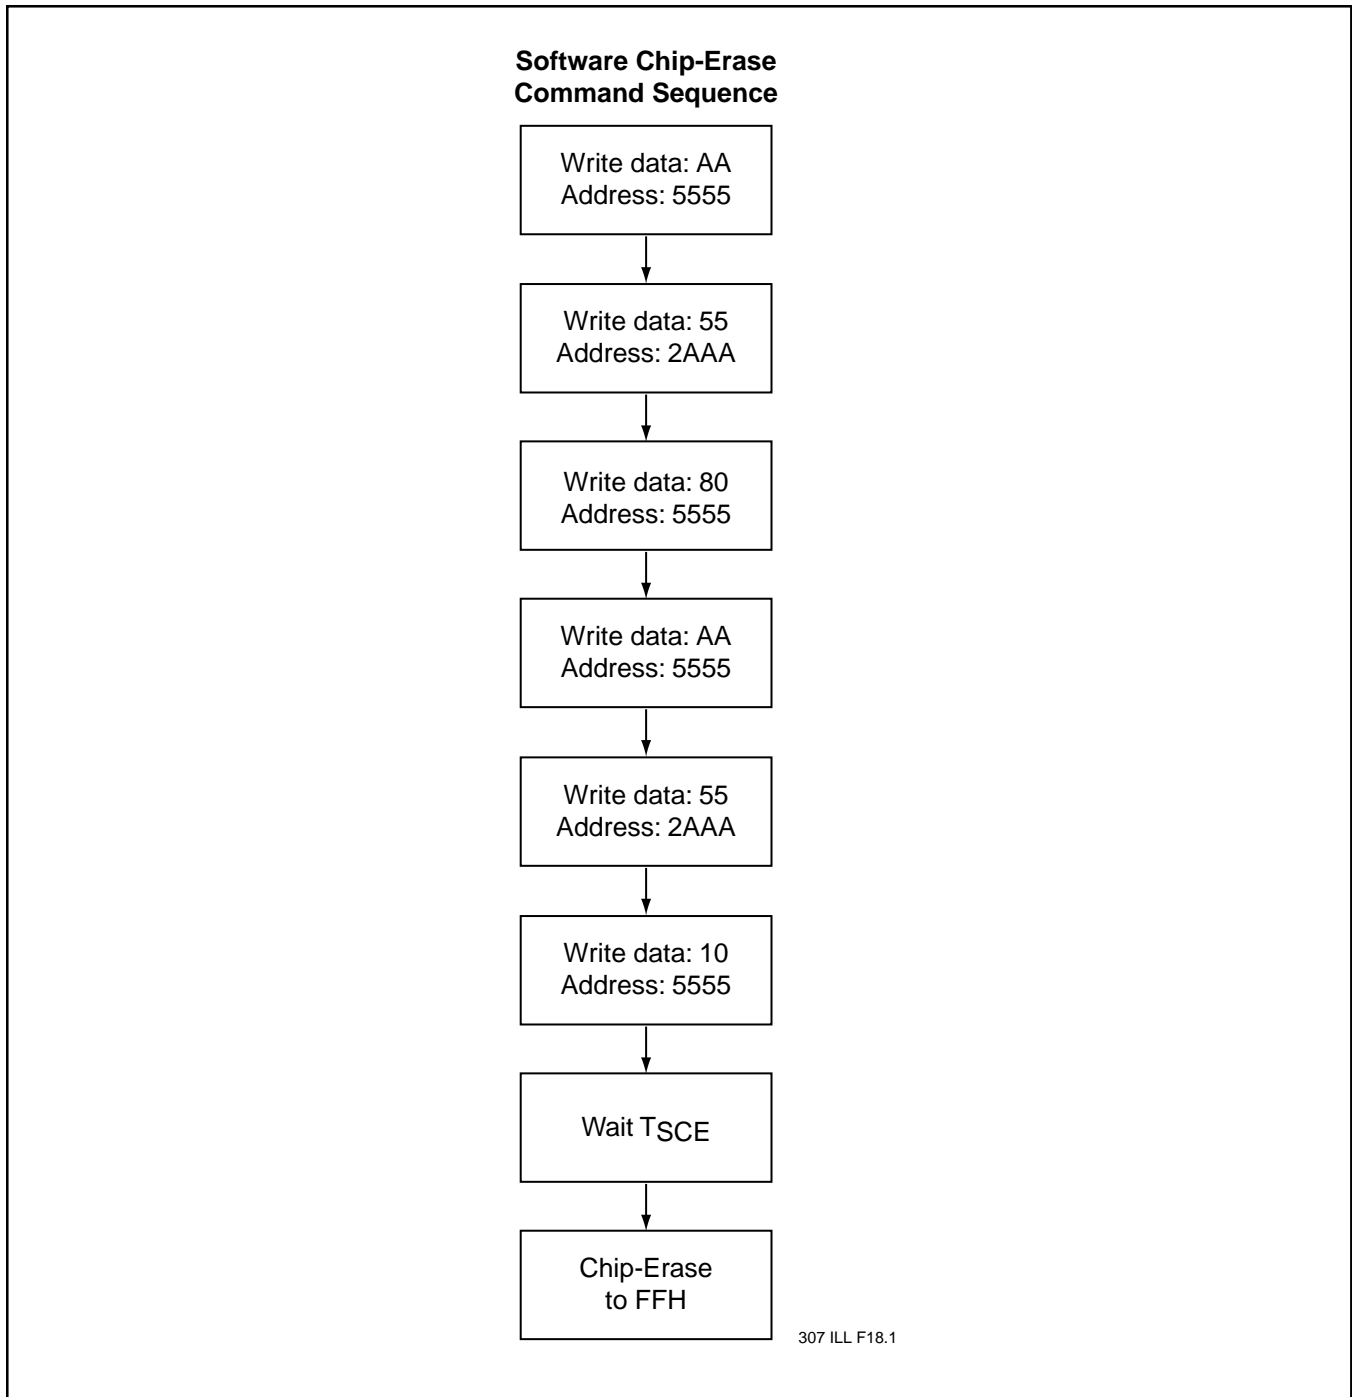 Software Chip-Erase
Command Sequence
Write data: AA
Address: 5555
Write data: 55
Address: 2AAA
Write data: 80
Address: 5555
Write data: AA
Address: 5555
Write data: 55
Address: 2AAA
Write data: 10
Address: 5555
Wait TSCE
Chip-Erase
to FFH
307 ILL F18.1